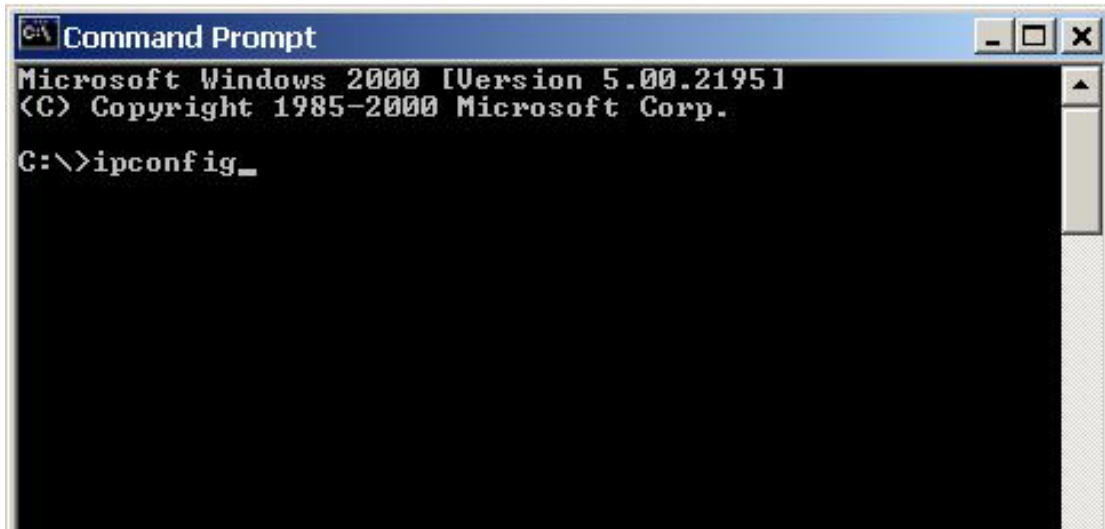 Command Prompt
Microsoft Windows 2000 [Version 5.00.2195]
(C) Copyright 1985-2000 Microsoft Corp.
C:\>ipconfig_